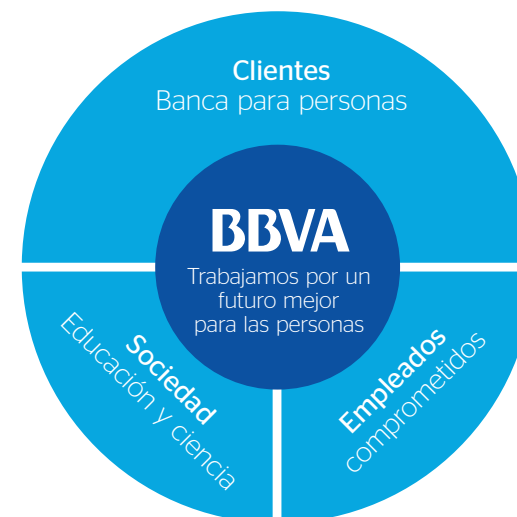 Clientes
Banca para personas
BBVA
Trabajamos por un
futuro mejor
para las personas
Sociedad
Educación y ciencia
Empleados
comprometidos